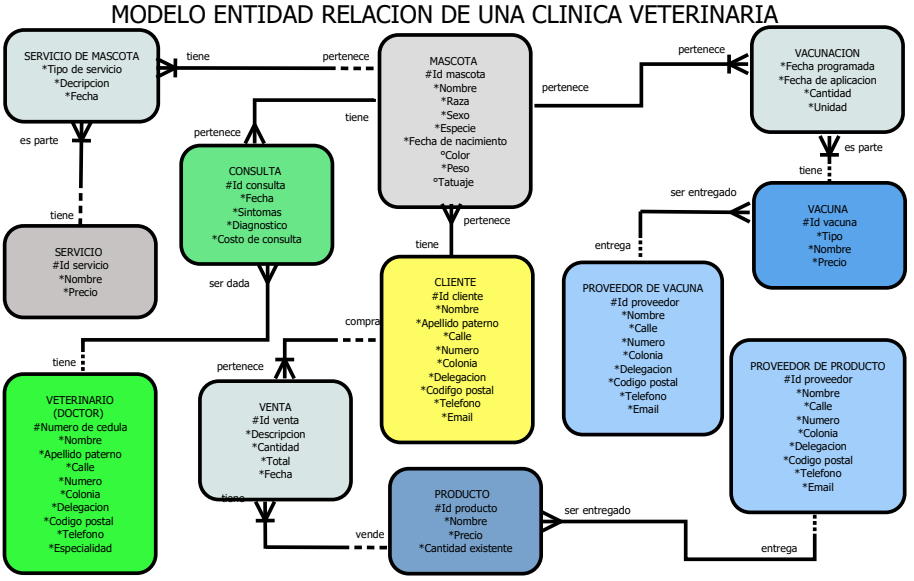 MODELO ENTIDAD RELACION DE UNA CLINICA VETERINARIA
SERVICIO DE MASCOTA
*Tipo de servicio
*Decripcion
*Fecha
tiene
pertenece
MASCOTA
#Id mascota
*Nombre
*Raza
*Sexo
*Especie
*Fecha de nacimiento
°Color
*Peso
°Tatuaje
pertenece
pertenece
VACUNACION
*Fecha programada
*Fecha de aplicacion
*Cantidad
*Unidad
es parte
tiene
pertenece
tiene
CONSULTA
#Id consulta
*Fecha
*Sintomas
*Diagnostico
*Costo de consulta
es parte
tiene
SERVICIO
#Id servicio
*Nombre
*Precio
pertenece
tiene
ser entregado
entrega
VACUNA
#Id vacuna
*Tipo
*Nombre
*Precio
ser dada
tiene
CLIENTE
#Id cliente
*Nombre
*Apellido paterno
*Calle
*Numero
*Colonia
*Delegacion
*Codifgo postal
*Telefono
*Email
PROVEEDOR DE VACUNA
#Id proveedor
*Nombre
*Calle
*Numero
*Colonia
*Delegacion
*Codigo postal
*Telefono
*Email
compra
pertenece
VETERINARIO
(DOCTOR)
#Numero de cedula
*Nombre
*Apellido paterno
*Calle
*Numero
*Colonia
*Delegacion
*Codigo postal
*Telefono
*Especialidad
VENTA
#Id venta
*Descripcion
*Cantidad
*Total
*Fecha
PROVEEDOR DE PRODUCTO
#Id proveedor
*Nombre
*Calle
*Numero
*Colonia
*Delegacion
*Codigo postal
*Telefono
*Email
tiene
vende
PRODUCTO
#Id producto
*Nombre
*Precio
*Cantidad existente
ser entregado
entrega